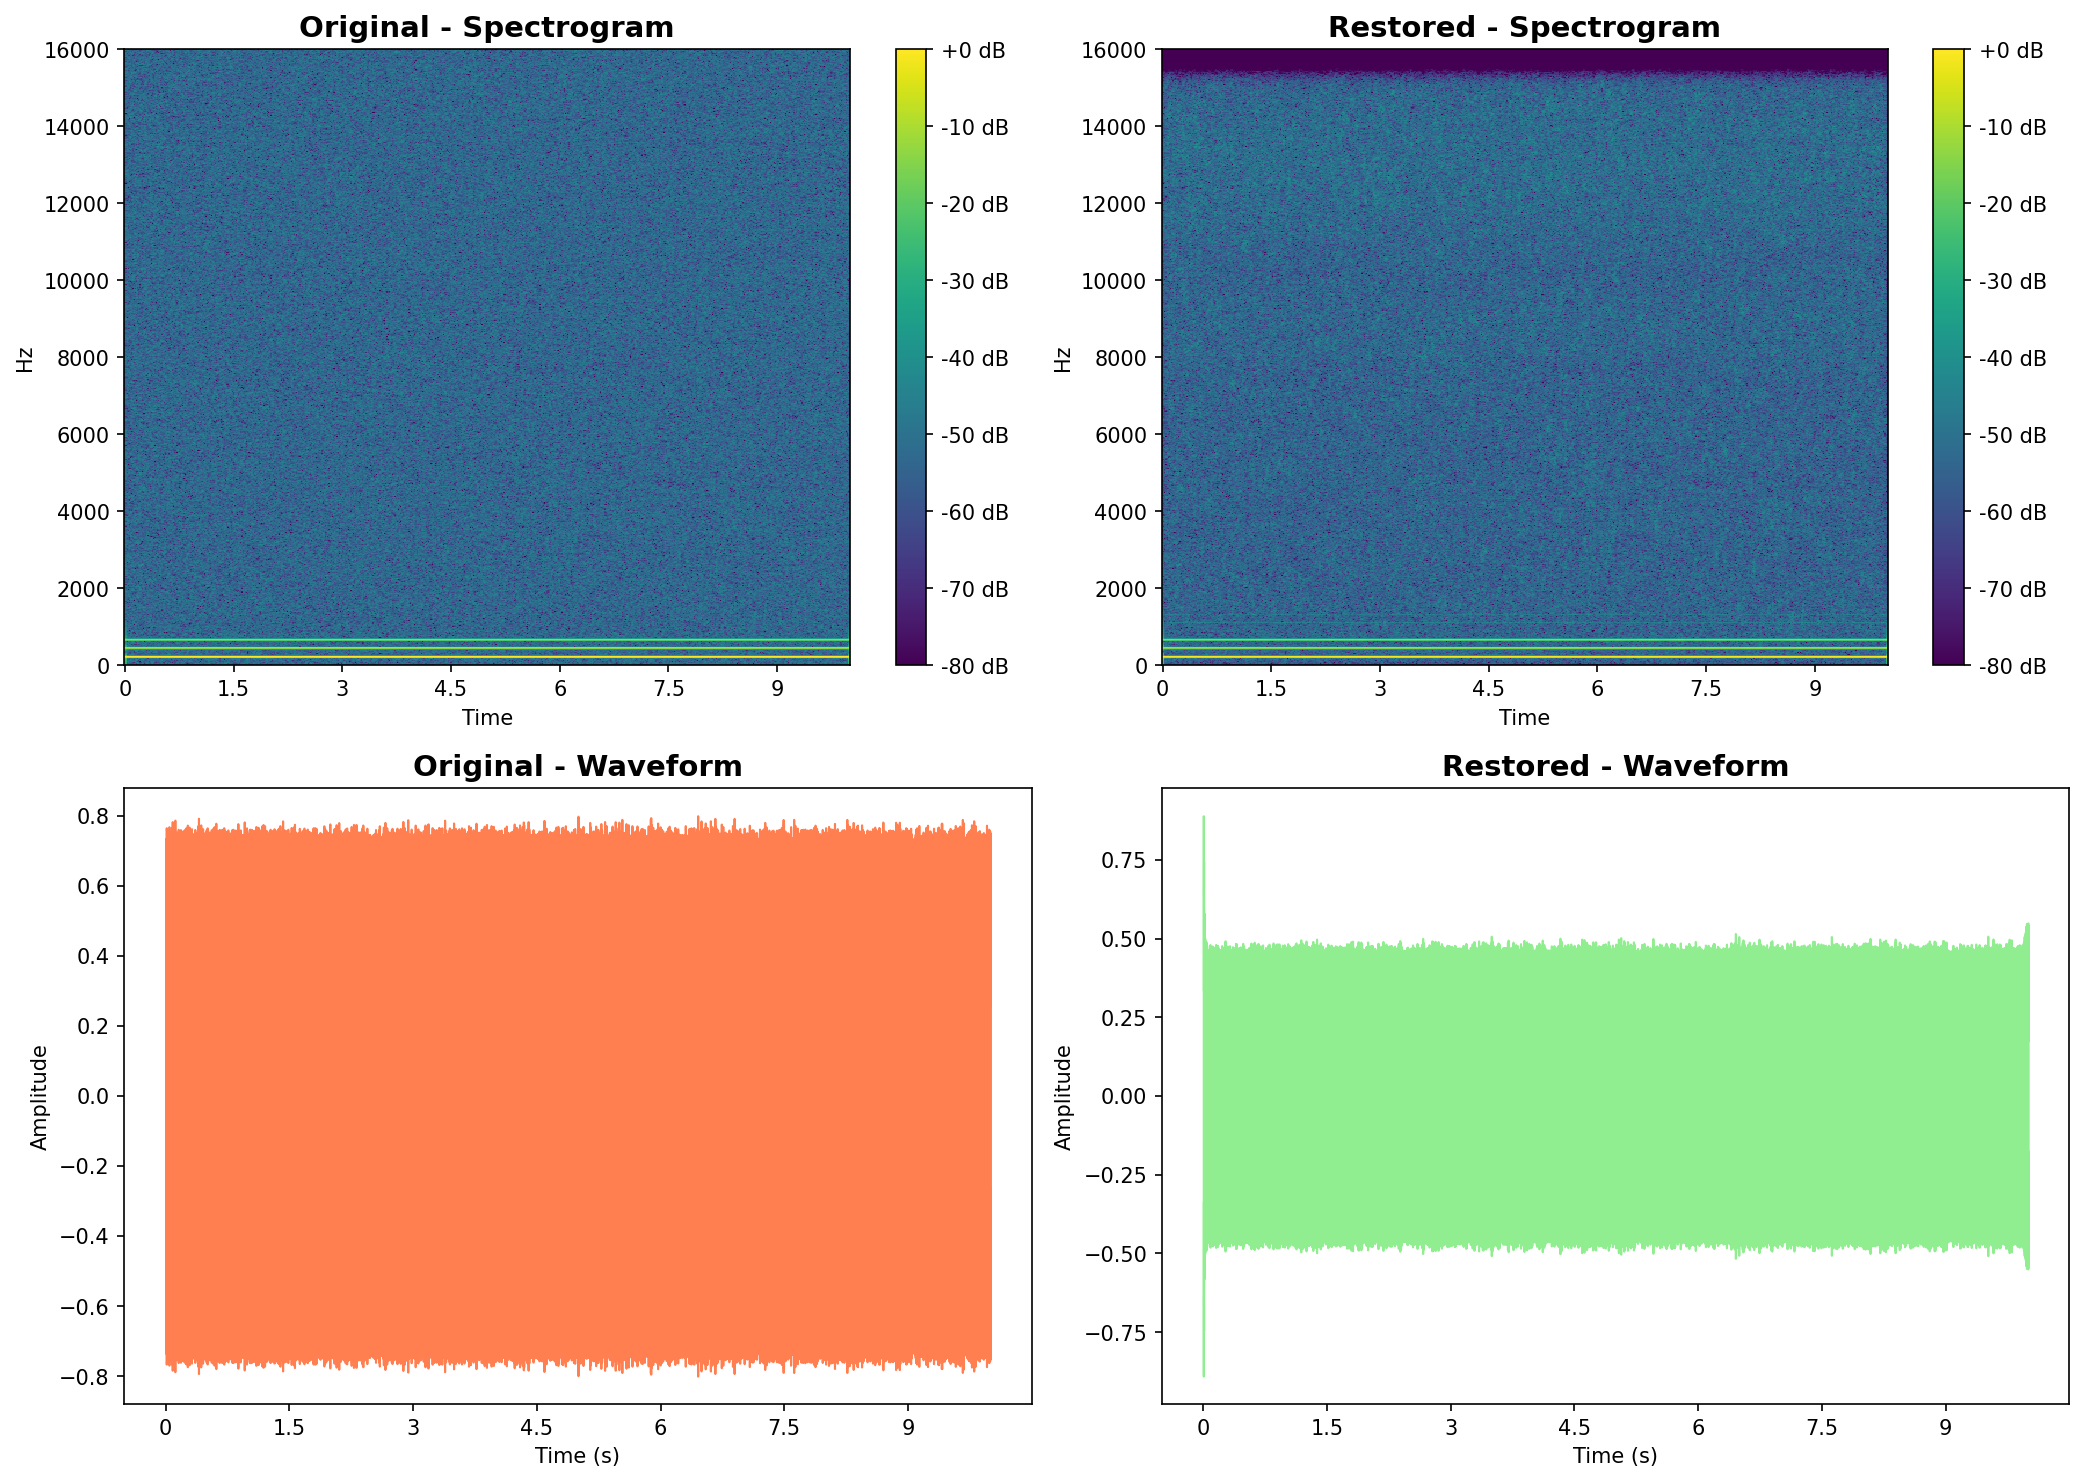 Original - Spectrogram
Restored - Spectrogram
16000
14000
12000
10000
8000
6000
4000
2000
0
Hz
0 1.5 3 4.5 6 7.5 9
Time
+0 dB
-10 dB
-20 dB
-30 dB
-40 dB
-50 dB
-60 dB
-70 dB
-80 dB
16000
14000
12000
10000
8000
6000
4000
2000
0
Hz
0 1.5 3 4.5 6 7.5 9
Time
+0 dB
-10 dB
-20 dB
-30 dB
-40 dB
-50 dB
-60 dB
-70 dB
-80 dB
Original - Waveform
Restored - Waveform
0.8
0.6
0.4
0.2
0.0
−0.2
−0.4
−0.6
−0.8
Amplitude
0 1.5 3 4.5 6 7.5 9
Time (s)
0.75
0.50
0.25
0.00
−0.25
−0.50
−0.75
Amplitude
0 1.5 3 4.5 6 7.5 9
Time (s)